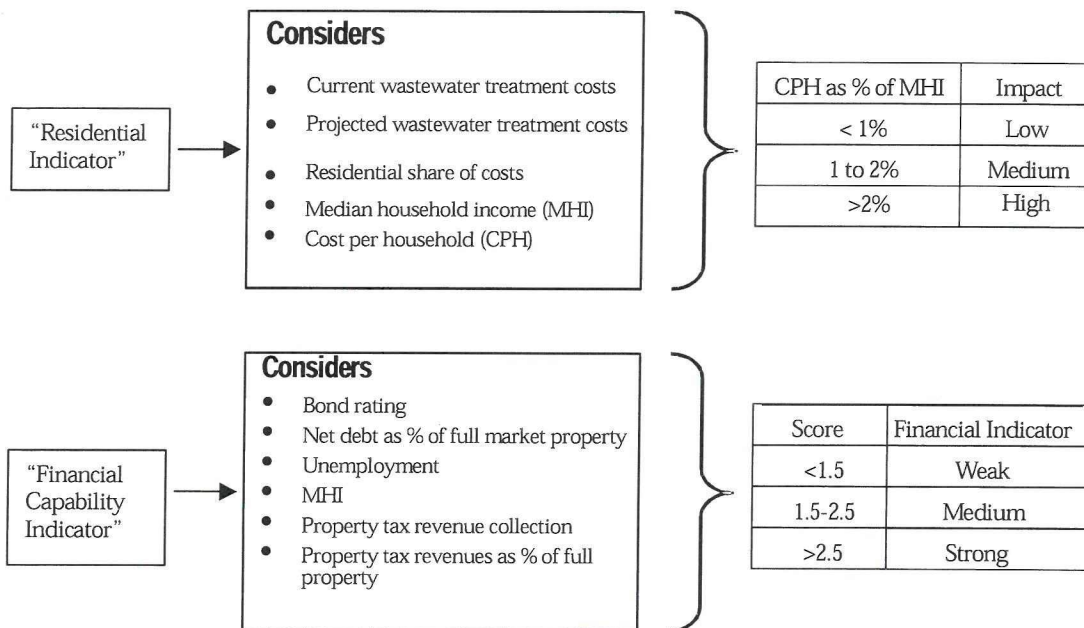 "Residential
Indicator"
Considers
• Current wastewater treatment costs
• Projected wastewater treatment costs
• Residential share of costs
• Median household income (MHI)
• Cost per household (CPH)
CPH as % of MHI Impact
< 1% Low
1 to 2% Medium
>2% High
"Financial
Capability
Indicator"
Considers
• Bond rating
• Net debt as % of full market property
• Unemployment
• MHI
• Property tax revenue collection
• Property tax revenues as % of full
property
Score Financial Indicator
<1.5 Weak
1.5-2.5 Medium
>2.5 Strong